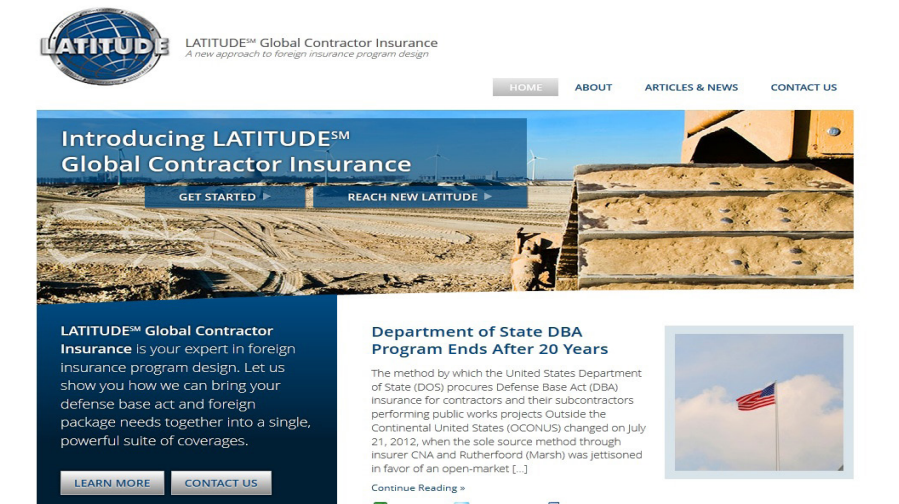 LATITUDE
LATITUDE℠ Global Contractor Insurance
A new approach to foreign insurance program design
HOME ABOUT ARTICLES & NEWS CONTACT US
Introducing LATITUDE℠
Global Contractor Insurance
GET STARTED REACH NEW LATITUDE
LATITUDE℠ Global Contractor
Insurance is your expert in foreign
insurance program design. Let us
show you how we can bring your
defense base act and foreign
package needs together into a single,
powerful suite of coverages.
LEARN MORE CONTACT US
Department of State DBA
Program Ends After 20 Years
The method by which the United States Department
of State (DOS) procures Defense Base Act (DBA)
insurance for contractors and their subcontractors
performing public works projects Outside the
Continental United States (OCONUS) changed on July
21, 2012, when the sole source method through
insurer CNA and Rutherfoord (Marsh) was jettisoned
in favor of an open-market […]
Continue Reading »